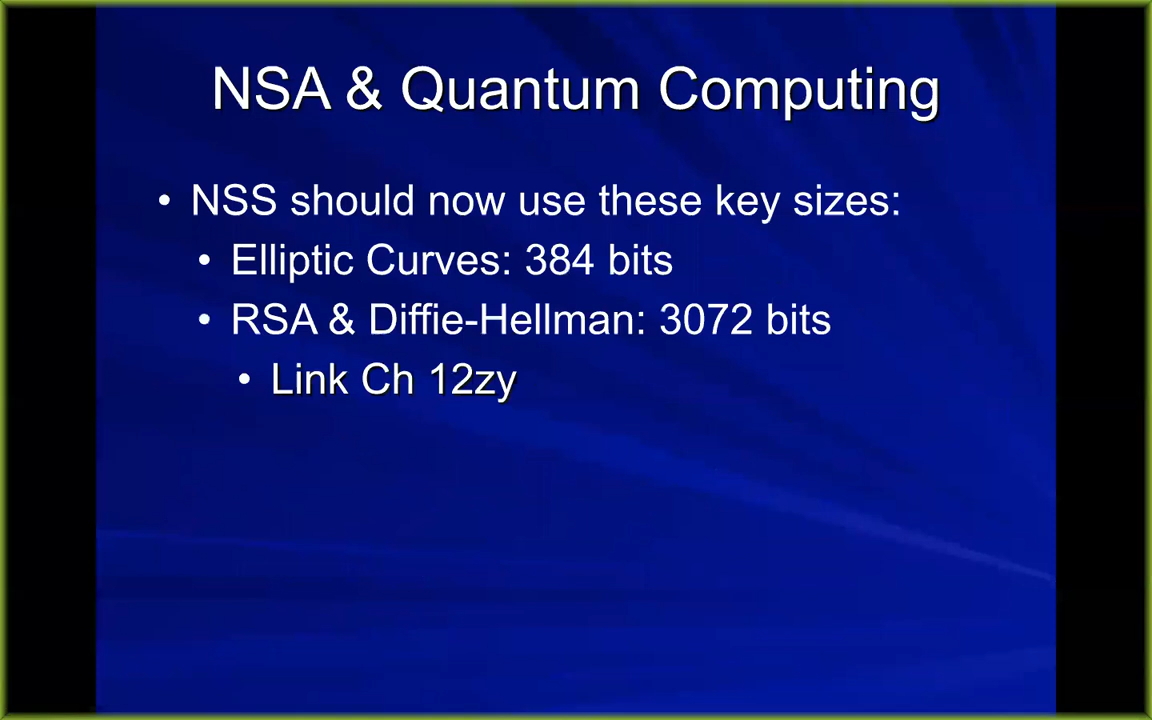 NSA & Quantum Computing
• NSS should now use these key sizes:
• Elliptic Curves: 384 bits
• RSA & Diffie-Hellman: 3072 bits
• Link Ch 12zy